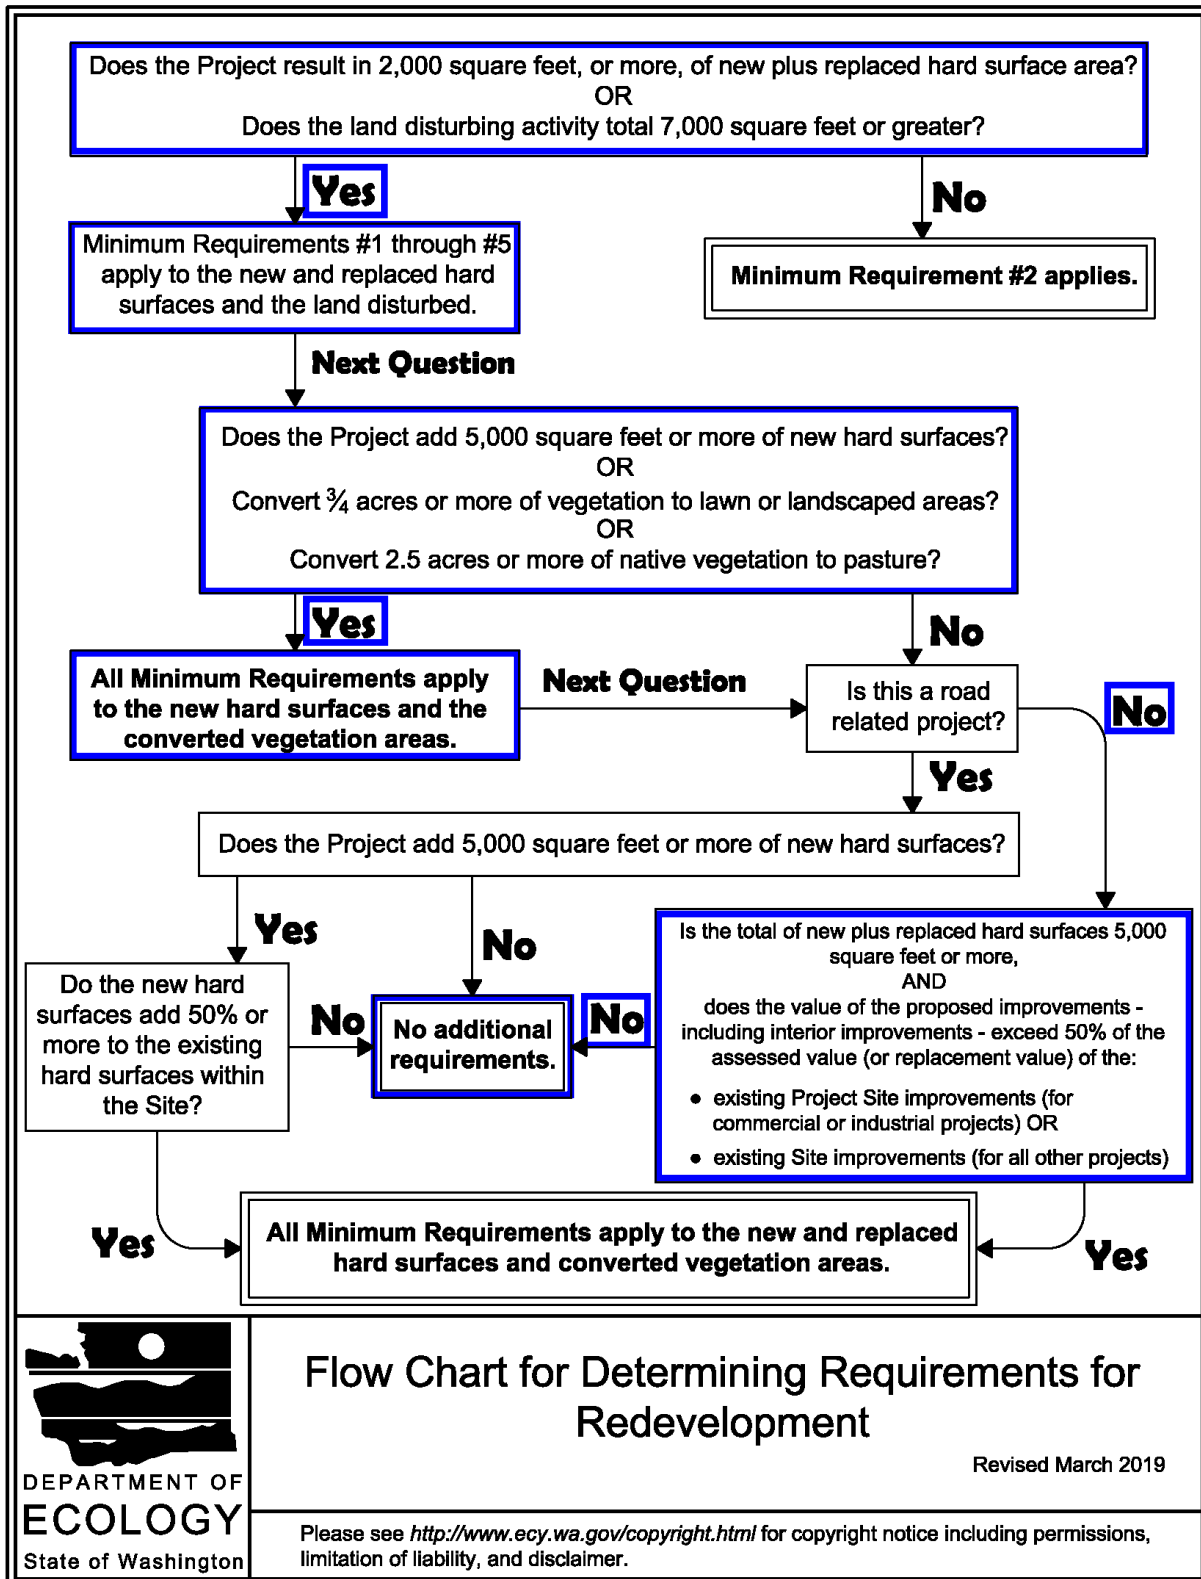 Does the Project result in 2,000 square feet, or more, of new plus replaced hard surface area?
OR
Does the land disturbing activity total 7,000 square feet or greater?
Yes
No
Minimum Requirements #1 through #5
apply to the new and replaced hard
surfaces and the land disturbed.
Minimum Requirement #2 applies.
Next Question
Does the Project add 5,000 square feet or more of new hard surfaces?
OR
Convert ¾ acres or more of vegetation to lawn or landscaped areas?
OR
Convert 2.5 acres or more of native vegetation to pasture?
Yes
No
All Minimum Requirements apply
to the new hard surfaces and the
converted vegetation areas.
Next Question
Is this a road
related project?
No
Yes
Does the Project add 5,000 square feet or more of new hard surfaces?
Yes
No
Do the new hard
surfaces add 50% or
more to the existing
hard surfaces within
the Site?
No
No additional
requirements.
No
Is the total of new plus replaced hard surfaces 5,000
square feet or more,
AND
does the value of the proposed improvements -
including interior improvements - exceed 50% of the
assessed value (or replacement value) of the:
• existing Project Site improvements (for
commercial or industrial projects) OR
• existing Site improvements (for all other projects)
Yes
All Minimum Requirements apply to the new and replaced
hard surfaces and converted vegetation areas.
Yes
DEPARTMENT OF
ECOLOGY
State of Washington
Flow Chart for Determining Requirements for
Redevelopment
Revised March 2019
Please see http://www.ecy.wa.gov/copyright.html for copyright notice including permissions,
limitation of liability, and disclaimer.